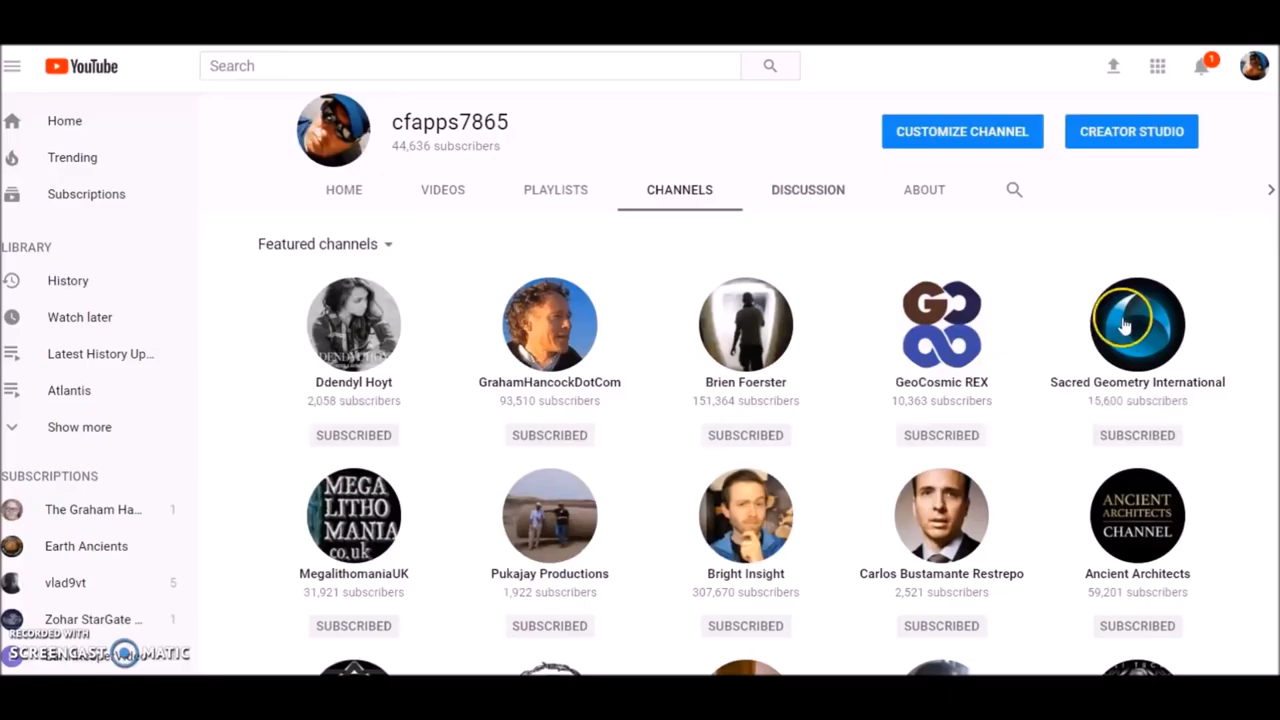 YouTube
Search
1
cfapps7865
44,636 subscribers
CUSTOMIZE CHANNEL
CREATOR STUDIO
HOME
VIDEOS
PLAYLISTS
CHANNELS
DISCUSSION
ABOUT
Home
Trending
Subscriptions
LIBRARY
History
Watch later
Latest History Up...
Atlantis
Show more
SUBSCRIPTIONS
The Graham Ha... 1
Earth Ancients
vlad9vt 5
Zohar StarGate ... 1
RECORDED WITH
SCREENCAST MATIC
Featured channels
DENDYL HOY
Ddendyl Hoyt
2,058 subscribers
SUBSCRIBED
GrahamHancockDotCom
93,510 subscribers
SUBSCRIBED
Brien Foerster
151,364 subscribers
SUBSCRIBED
GeoCosmic REX
10,363 subscribers
SUBSCRIBED
Sacred Geometry International
15,600 subscribers
SUBSCRIBED
MEGA
LITHO
MANIA
co.uk
MegalithomaniaUK
31,921 subscribers
SUBSCRIBED
Pukajay Productions
1,922 subscribers
SUBSCRIBED
Bright Insight
307,670 subscribers
SUBSCRIBED
Carlos Bustamante Restrepo
2,521 subscribers
SUBSCRIBED
ANCIENT
ARCHITECTS
CHANNEL
Ancient Architects
59,201 subscribers
SUBSCRIBED